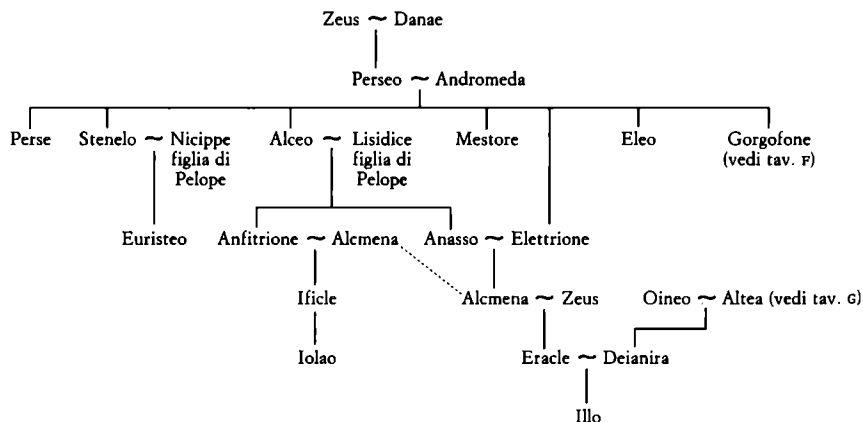 Zeus ~ Danae
Perseo ~ Andromeda
Perse Stenelo ~ Nicippe Alceo ~ Lisidice Mestore Eleo Gorgofone
figlia di figlia di (vedi tav. F)
Pelope Pelope
Euristeo Anfitrione ~ Alcmena Anasso ~ Elettrione
Ificle Alcmena ~ Zeus Oineo ~ Altea (vedi tav. G)
Iolao Eracle ~ Deianira
Illo